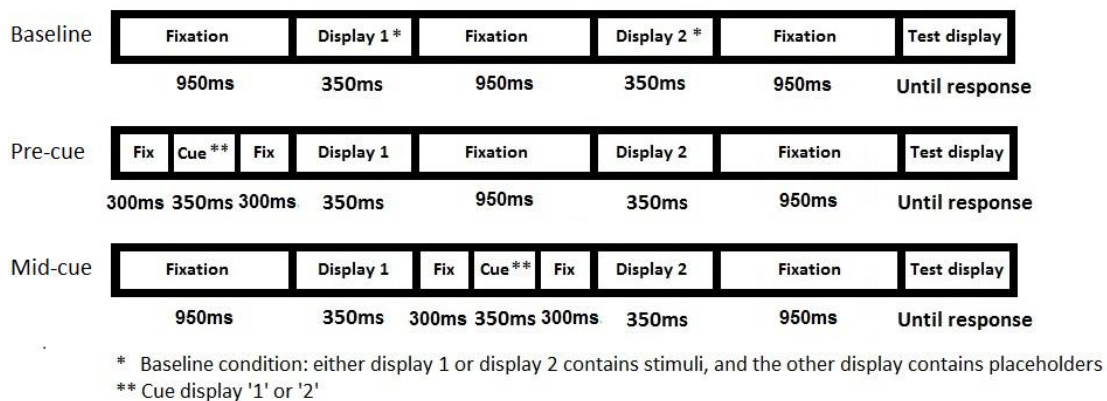 Baseline Fixation Display 1 * Fixation Display 2 * Fixation Test display
950ms 350ms 950ms 350ms 950ms Until response
Pre-cue Fix Cue ** Fix Display 1 Fixation Display 2 Fixation Test display
300ms 350ms 300ms 350ms 950ms 350ms 950ms Until response
Mid-cue Fixation Display 1 Fix Cue** Fix Display 2 Fixation Test display
950ms 350ms 300ms 350ms 300ms 350ms 950ms Until response
* Baseline condition: either display 1 or display 2 contains stimuli, and the other display contains placeholders
** Cue display '1' or '2'